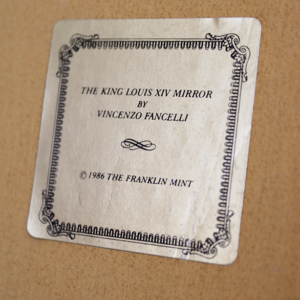 THE KING LOUIS XIV MIRROR
BY
VINCENZO FANCELLI
©1986 THE FRANKLIN MINT